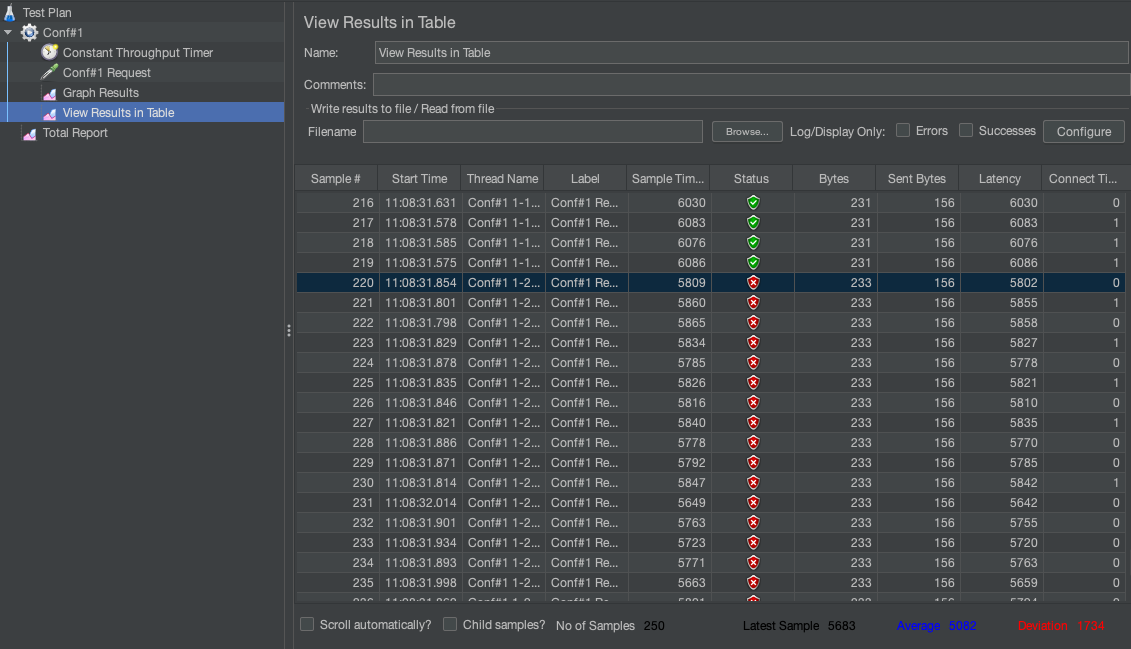 Test Plan
Conf#1
Constant Throughput Timer
Conf#1 Request
Graph Results
View Results in Table
Total Report
View Results in Table
Name: View Results in Table
Comments:
Write results to file / Read from file
Filename Browse... Log/Display Only: Errors Successes Configure
Sample # Start Time Thread Name Label Sample Tim... Status Bytes Sent Bytes Latency Connect Ti...
216 11:08:31.631 Conf#1 1-1... Conf#1 Re... 6030 231 156 6030 0
217 11:08:31.578 Conf#1 1-1... Conf#1 Re... 6083 231 156 6083 1
218 11:08:31.585 Conf#1 1-1... Conf#1 Re... 6076 231 156 6076 1
219 11:08:31.575 Conf#1 1-1... Conf#1 Re... 6086 231 156 6086 1
220 11:08:31.854 Conf#1 1-2... Conf#1 Re... 5809 233 156 5802 0
221 11:08:31.801 Conf#1 1-2... Conf#1 Re... 5860 233 156 5855 1
222 11:08:31.798 Conf#1 1-2... Conf#1 Re... 5865 233 156 5858 0
223 11:08:31.829 Conf#1 1-2... Conf#1 Re... 5834 233 156 5827 1
224 11:08:31.878 Conf#1 1-2... Conf#1 Re... 5785 233 156 5778 0
225 11:08:31.835 Conf#1 1-2... Conf#1 Re... 5826 233 156 5821 1
226 11:08:31.846 Conf#1 1-2... Conf#1 Re... 5816 233 156 5810 0
227 11:08:31.821 Conf#1 1-2... Conf#1 Re... 5840 233 156 5835 1
228 11:08:31.886 Conf#1 1-2... Conf#1 Re... 5778 233 156 5770 0
229 11:08:31.871 Conf#1 1-2... Conf#1 Re... 5792 233 156 5785 0
230 11:08:31.814 Conf#1 1-2... Conf#1 Re... 5847 233 156 5842 1
231 11:08:32.014 Conf#1 1-2... Conf#1 Re... 5649 233 156 5642 0
232 11:08:31.901 Conf#1 1-2... Conf#1 Re... 5763 233 156 5755 0
233 11:08:31.934 Conf#1 1-2... Conf#1 Re... 5723 233 156 5720 0
234 11:08:31.893 Conf#1 1-2... Conf#1 Re... 5771 233 156 5763 0
235 11:08:31.998 Conf#1 1-2... Conf#1 Re... 5663 233 156 5659 0
Scroll automatically? Child samples? No of Samples 250 Latest Sample 5683 Average 5082 Deviation 1734